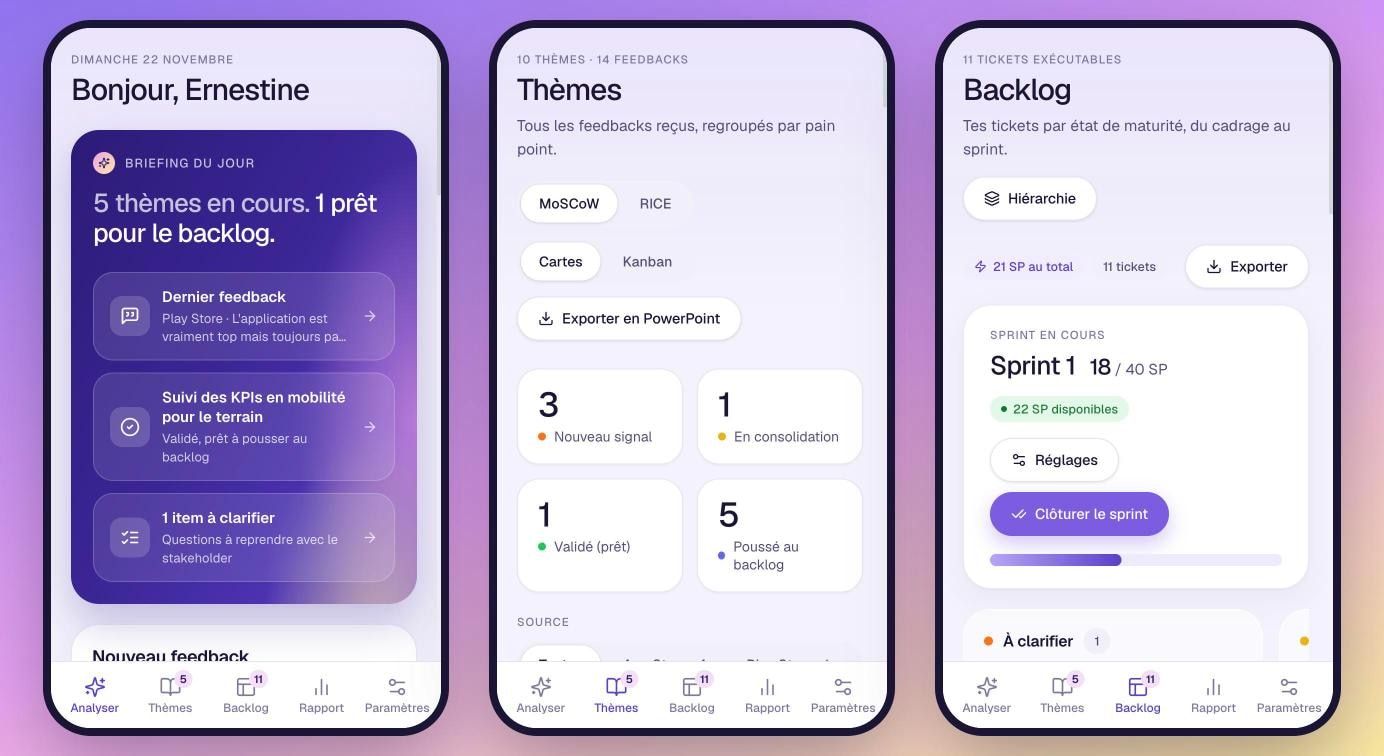 DIMANCHE 22 NOVEMBRE
Bonjour, Ernestine
BRIEFING DU JOUR
5 thèmes en cours. 1 prêt
pour le backlog.
Dernier feedback
Play Store · L'application est
vraiment top mais toujours pa...
Suivi des KPIs en mobilité
pour le terrain
Validé, prêt à pousser au
backlog
1 item à clarifier
Questions à reprendre avec le
stakeholder
Nouveau feedback
5
11
Analyser
Thèmes
Backlog
Rapport
Paramètres
10 THÈMES · 14 FEEDBACKS
Thèmes
Tous les feedbacks reçus, regroupés par pain
point.
MoSCoW
RICE
Cartes
Kanban
Exporter en PowerPoint
3
Nouveau signal
1
En consolidation
1
Validé (prêt)
5
Poussé au
backlog
SOURCE
5
11
Analyser
Thèmes
Backlog
Rapport
Paramètres
11 TICKETS EXÉCUTABLES
Backlog
Tes tickets par état de maturité, du cadrage au
sprint.
Hiérarchie
21 SP au total
11 tickets
Exporter
SPRINT EN COURS
Sprint 1 18 / 40 SP
22 SP disponibles
Réglages
Clôturer le sprint
À clarifier 1
5
11
Analyser
Thèmes
Backlog
Rapport
Paramètres